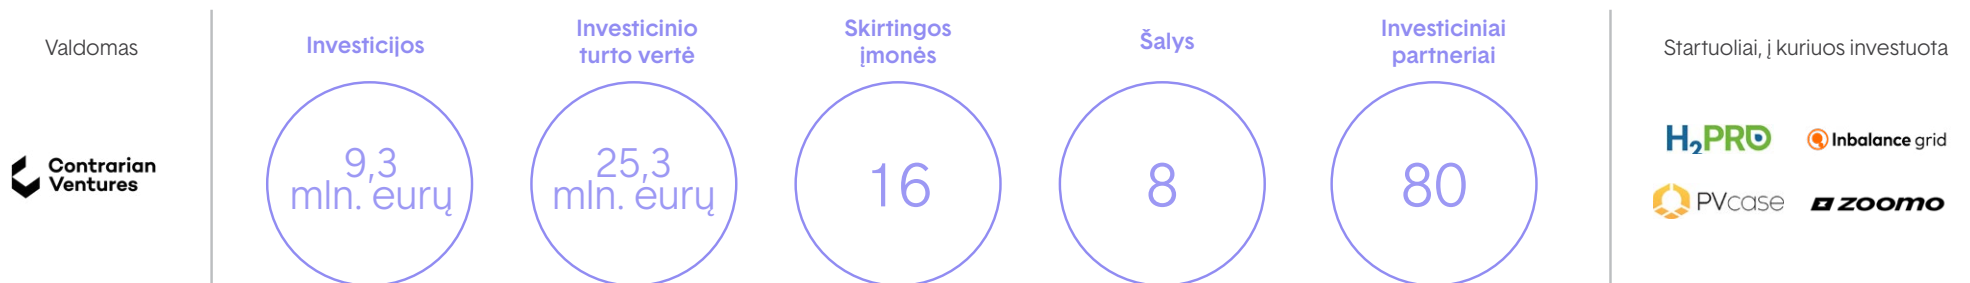 Valdomas
Contrarian
Ventures
Investicijos
9,3
mln. eurų
Investicinio
turto vertė
25,3
mln. eurų
Skirtingos
įmonės
16
Šalys
8
Investiciniai
partneriai
80
Startuoliai, į kuriuos investuota
H₂PRO
Inbalance grid
PVcase
zoomo